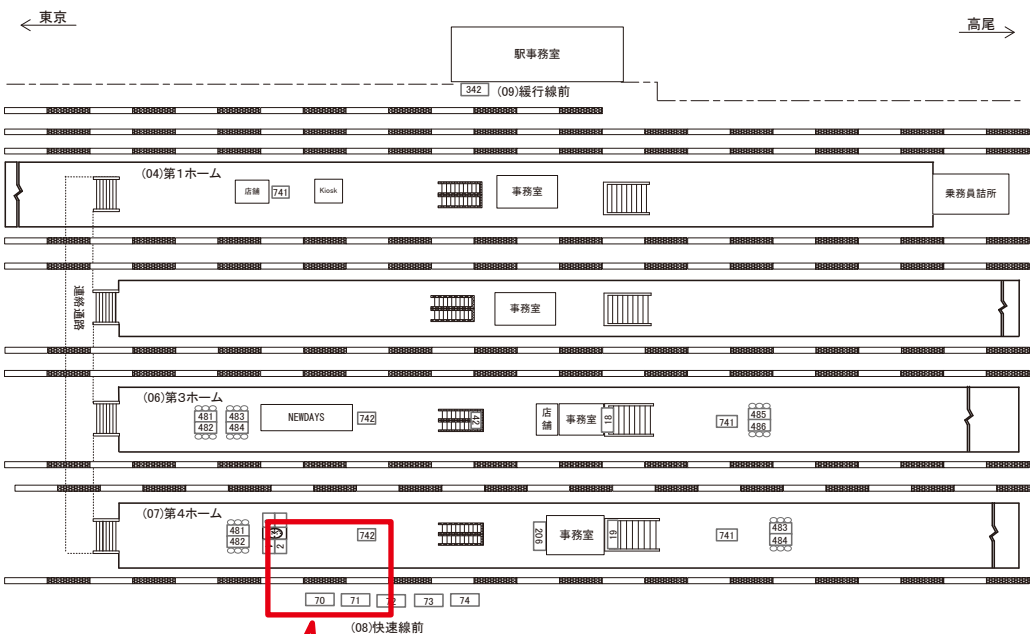 東京
高尾
駅事務室
342 (09)緩行線前
(04)第1ホーム
店舗 741 Kiosk 事務室 乗務員詰所
連絡通路
事務室
(06)第3ホーム
481 483 NEWDAYS 742 42 店舗 事務室 18 741 485
482 484 486
(07)第4ホーム
481 742 206 事務室 19 741 483
482 2 484
70 71 72 73 74
(08)快速線前